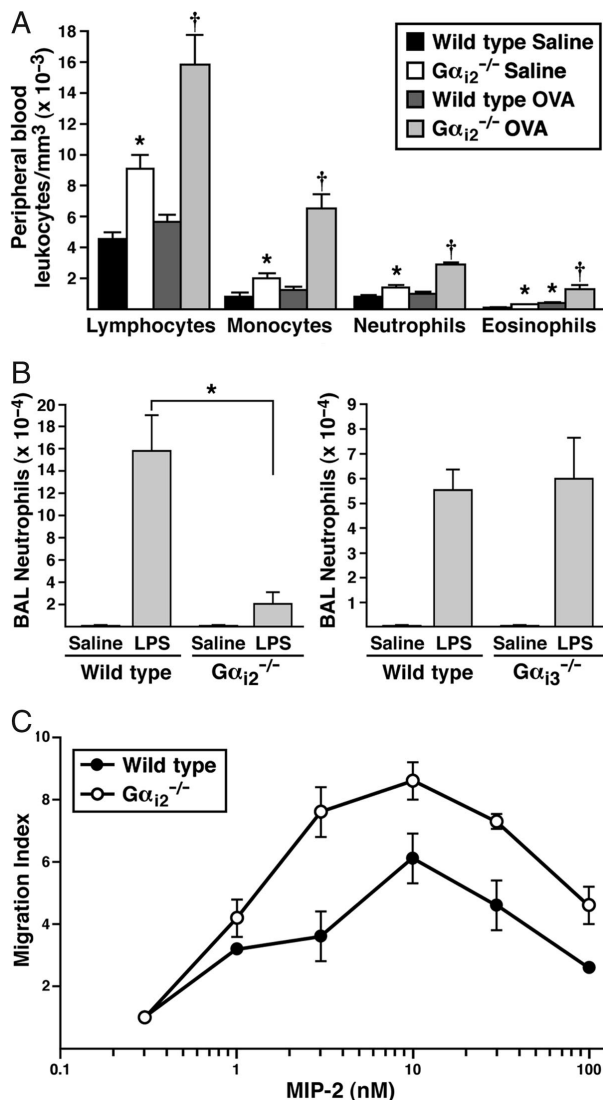 A
Peripheral blood
leukocytes/mm³ (x 10⁻³)
18
16
14
12
10
8
6
4
2
Wild type Saline
Gαi2⁻/⁻ Saline
Wild type OVA
Gαi2⁻/⁻ OVA
* † * † * † * * †
Lymphocytes Monocytes Neutrophils Eosinophils
B
BAL Neutrophils (x 10⁻⁴)
20
18
16
14
12
10
8
6
4
2
*
Saline LPS Saline LPS
Wild type Gαi2⁻/⁻
BAL Neutrophils (x 10⁻⁴)
9
8
7
6
5
4
3
2
1
Saline LPS Saline LPS
Wild type Gαi3⁻/⁻
C
Migration Index
10
8
6
4
2
Wild type
Gαi2⁻/⁻
0.1 1 10 100
MIP-2 (nM)